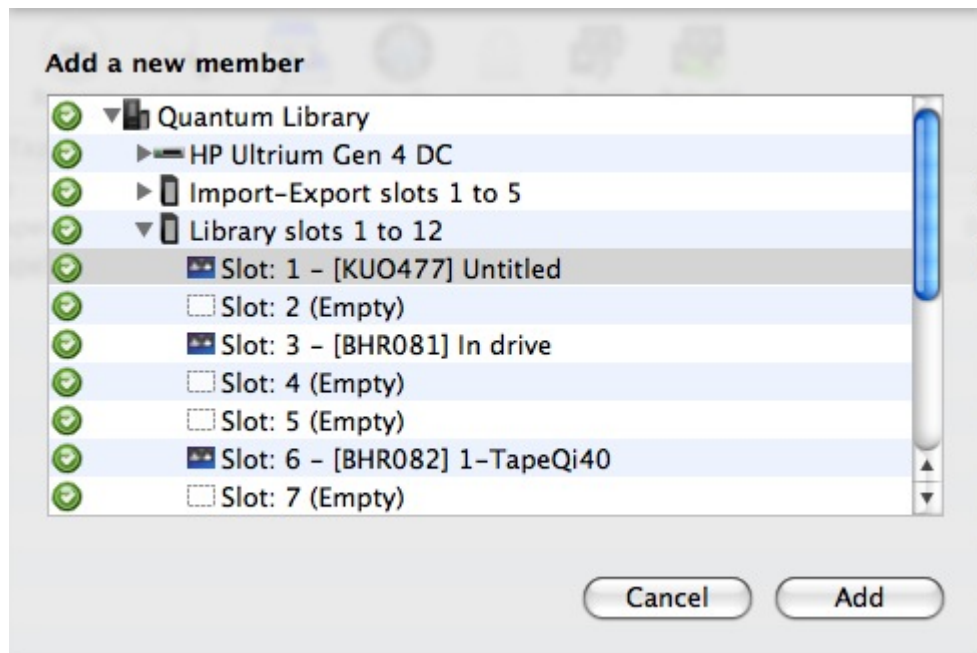 Add a new member
Quantum Library
HP Ultrium Gen 4 DC
Import-Export slots 1 to 5
Library slots 1 to 12
Slot: 1 – [KUO477] Untitled
Slot: 2 (Empty)
Slot: 3 – [BHR081] In drive
Slot: 4 (Empty)
Slot: 5 (Empty)
Slot: 6 – [BHR082] 1-TapeQi40
Slot: 7 (Empty)
Cancel
Add